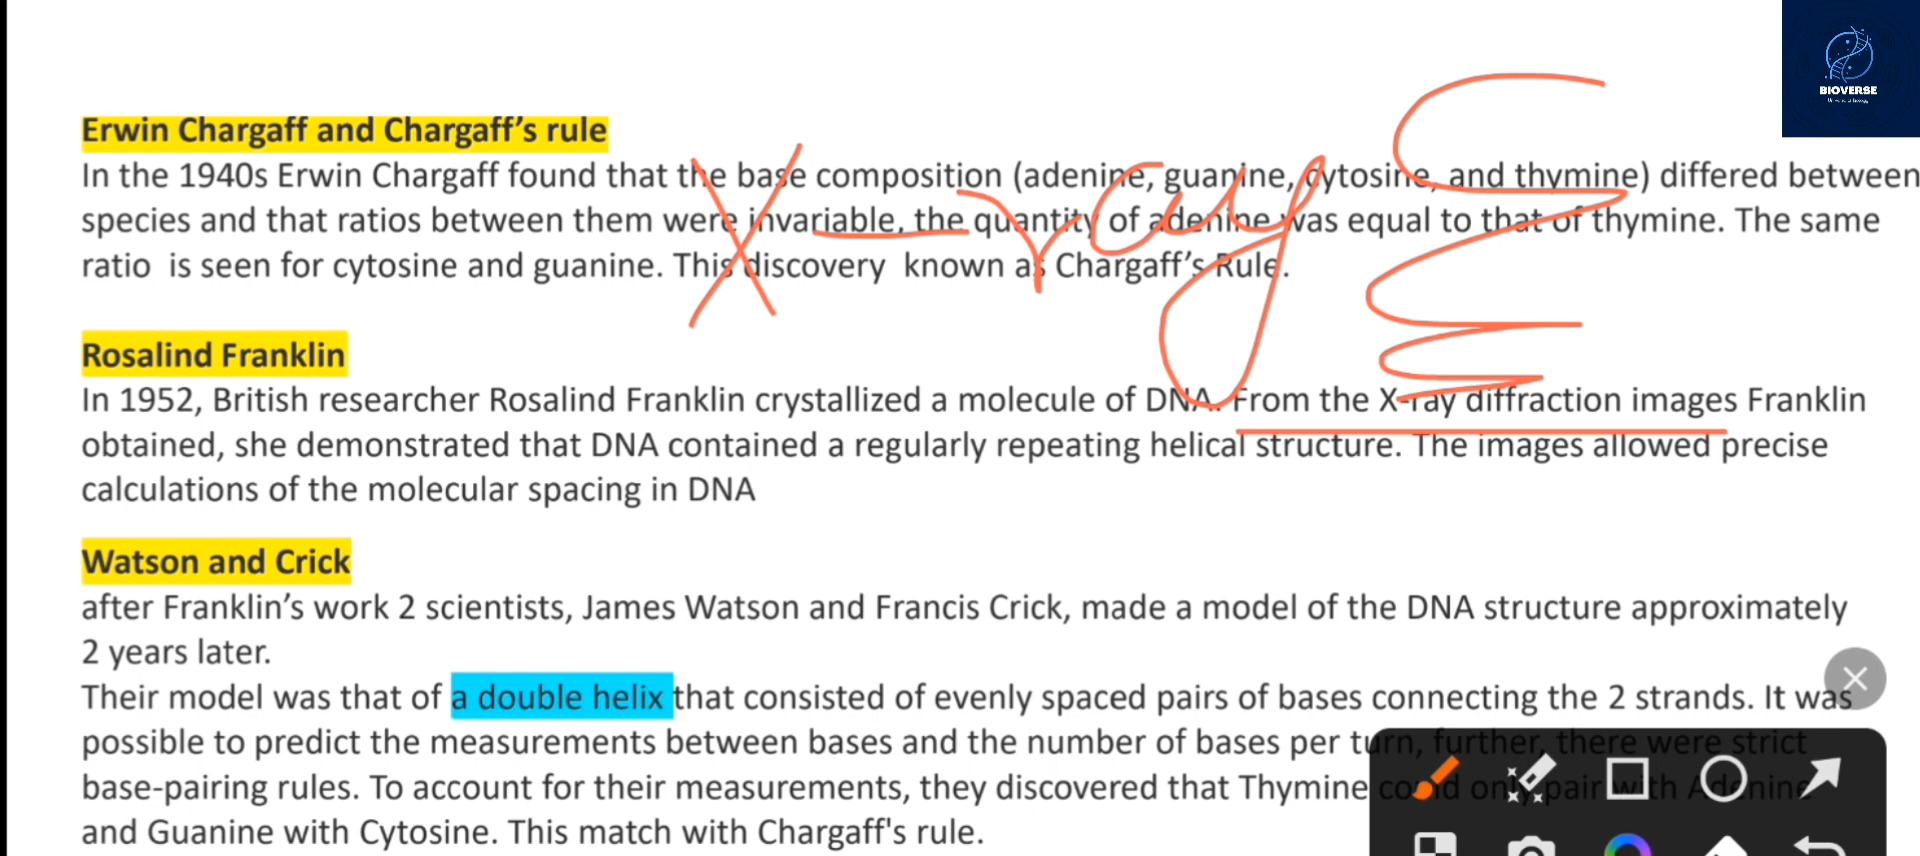 BIOVERSE
Erwin Chargaff and Chargaff's rule
In the 1940s Erwin Chargaff found that the base composition (adenine, guanine, cytosine, and thymine) differed between
species and that ratios between them were invariable, the quantity of adenine was equal to that of thymine. The same
ratio is seen for cytosine and guanine. This discovery known as Chargaff's Rule.
X-ray
Rosalind Franklin
In 1952, British researcher Rosalind Franklin crystallized a molecule of DNA. From the X-ray diffraction images Franklin
obtained, she demonstrated that DNA contained a regularly repeating helical structure. The images allowed precise
calculations of the molecular spacing in DNA
Watson and Crick
after Franklin's work 2 scientists, James Watson and Francis Crick, made a model of the DNA structure approximately
2 years later.
Their model was that of a double helix that consisted of evenly spaced pairs of bases connecting the 2 strands. It was
possible to predict the measurements between bases and the number of bases per turn, further, there were strict
base-pairing rules. To account for their measurements, they discovered that Thymine could only pair with Adenine
and Guanine with Cytosine. This match with Chargaff's rule.